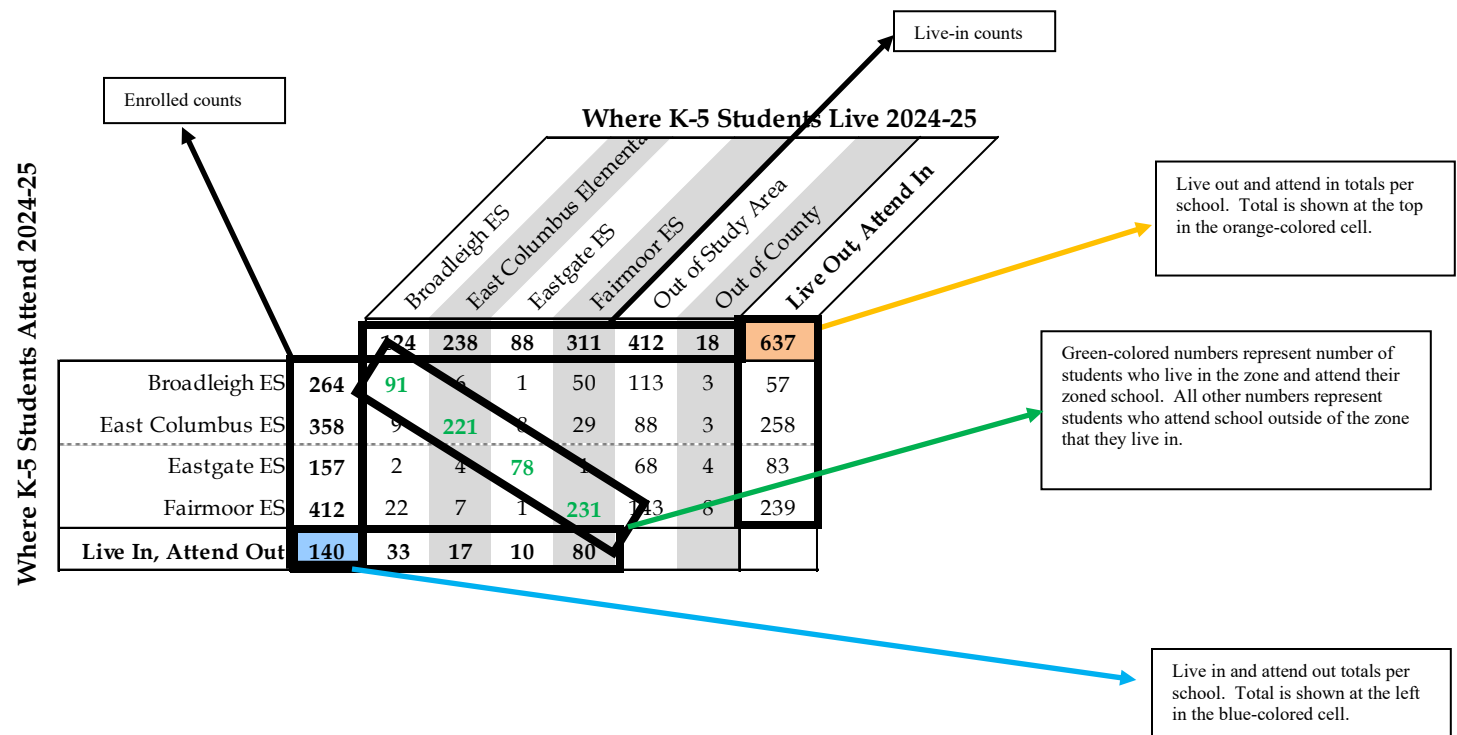 Live-in counts
Enrolled counts
Where K-5 Students Live 2024-25
Where K-5 Students Attend 2024-25
Broadleigh ES
East Columbus Elementa
Eastgate ES
Fairmoor ES
Out of Study Area
Out of County
Live Out, Attend In
124 238 88 311 412 18 637
Broadleigh ES 264 91 6 1 50 113 3 57
East Columbus ES 358 9 221 8 29 88 3 258
Eastgate ES 157 2 4 78 1 68 4 83
Fairmoor ES 412 22 7 1 231 143 8 239
Live In, Attend Out 140 33 17 10 80
Live out and attend in totals per
school. Total is shown at the top
in the orange-colored cell.
Green-colored numbers represent number of
students who live in the zone and attend their
zoned school. All other numbers represent
students who attend school outside of the zone
that they live in.
Live in and attend out totals per
school. Total is shown at the left
in the blue-colored cell.